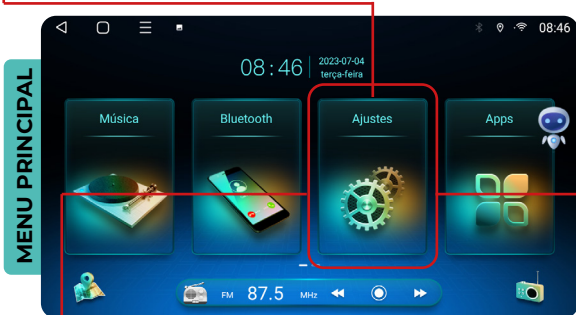 MENU PRINCIPAL
08:46
08:46
2023-07-04
terça-feira
Música
Bluetooth
Ajustes
Apps
FM 87.5 MHz